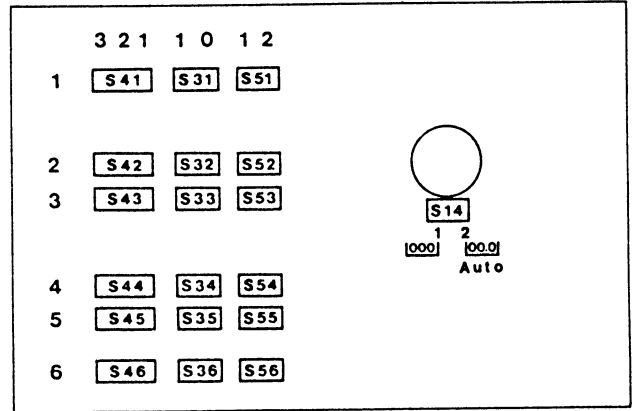 3 2 1 1 0 1 2
1 S41 S31 S51
2 S42 S32 S52
3 S43 S33 S53
S14
1 2
000 00.0
Auto
4 S44 S34 S54
5 S45 S35 S55
6 S46 S36 S56